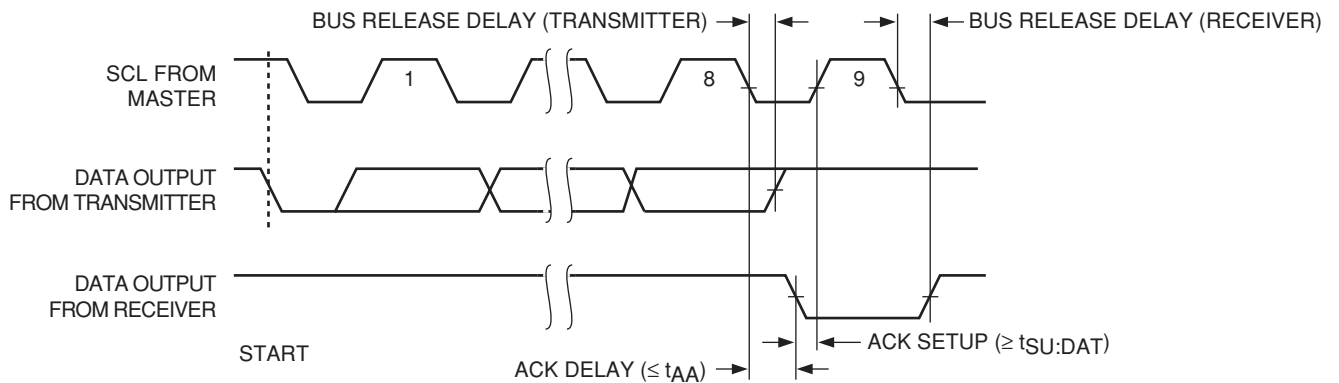 BUS RELEASE DELAY (TRANSMITTER)
BUS RELEASE DELAY (RECEIVER)
SCL FROM
MASTER
1
8
9
DATA OUTPUT
FROM TRANSMITTER
DATA OUTPUT
FROM RECEIVER
START
ACK SETUP (≥ tSU:DAT)
ACK DELAY (≤ tAA)